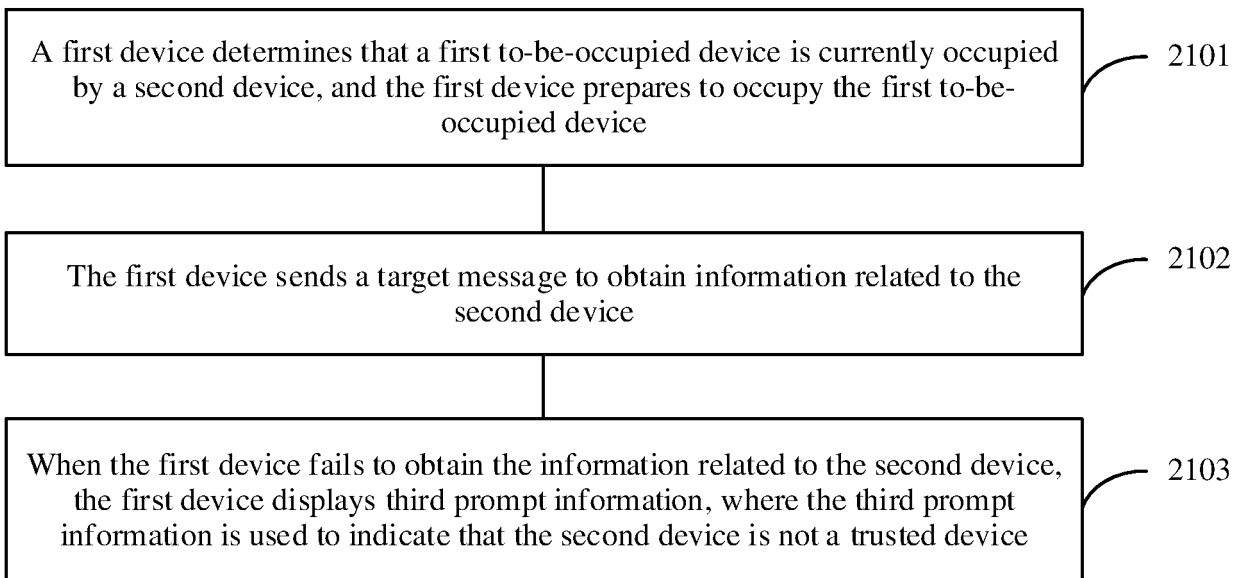 A first device determines that a first to-be-occupied device is currently occupied
by a second device, and the first device prepares to occupy the first to-be-
occupied device
2101
The first device sends a target message to obtain information related to the
second device
2102
When the first device fails to obtain the information related to the second device,
the first device displays third prompt information, where the third prompt
information is used to indicate that the second device is not a trusted device
2103